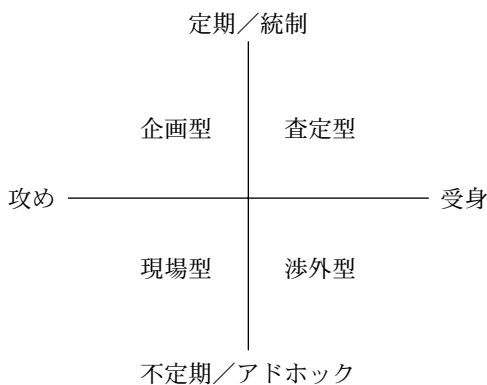 定期／統制
企画型 査定型
攻め 受身
現場型 渉外型
不定期／アドホック